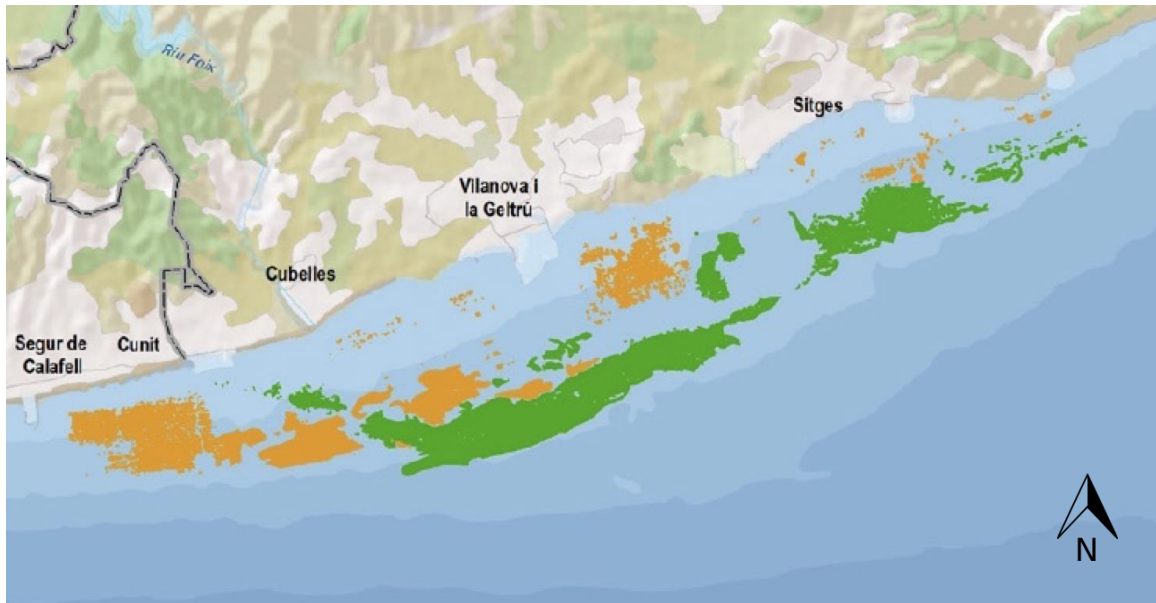 Riu Foix
Sitges
Vilanova i
la Geltrú
Cubelles
Segur de
Calafell
Cunit
N